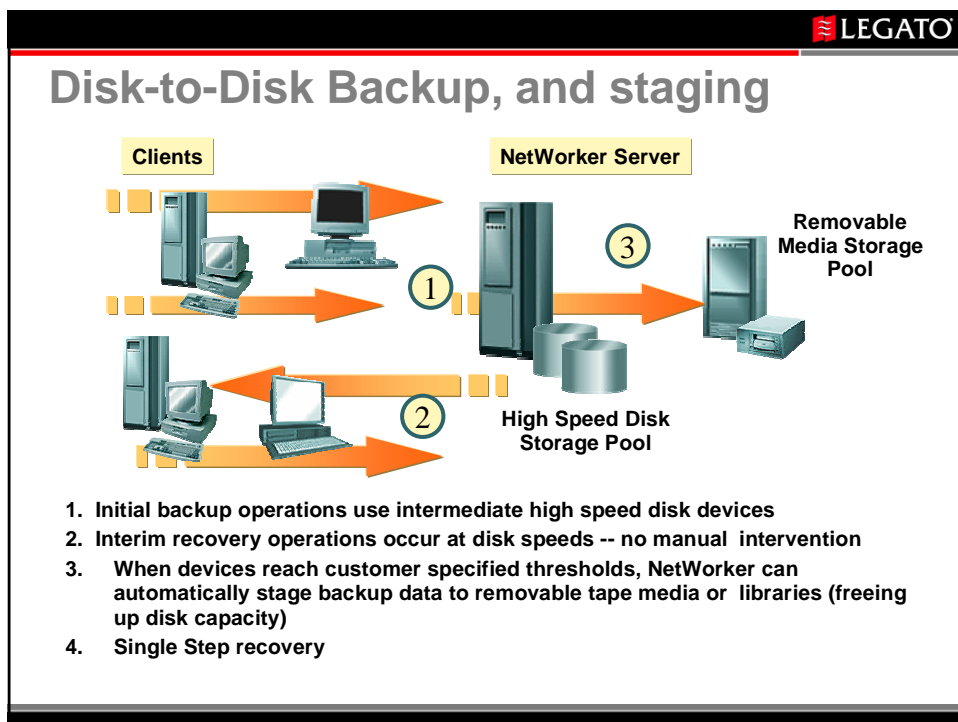 LEGATO
Disk-to-Disk Backup, and staging
Clients
NetWorker Server
Removable
Media Storage
Pool
3
1
2
High Speed Disk
Storage Pool
1. Initial backup operations use intermediate high speed disk devices
2. Interim recovery operations occur at disk speeds -- no manual intervention
3. When devices reach customer specified thresholds, NetWorker can
automatically stage backup data to removable tape media or libraries (freeing
up disk capacity)
4. Single Step recovery